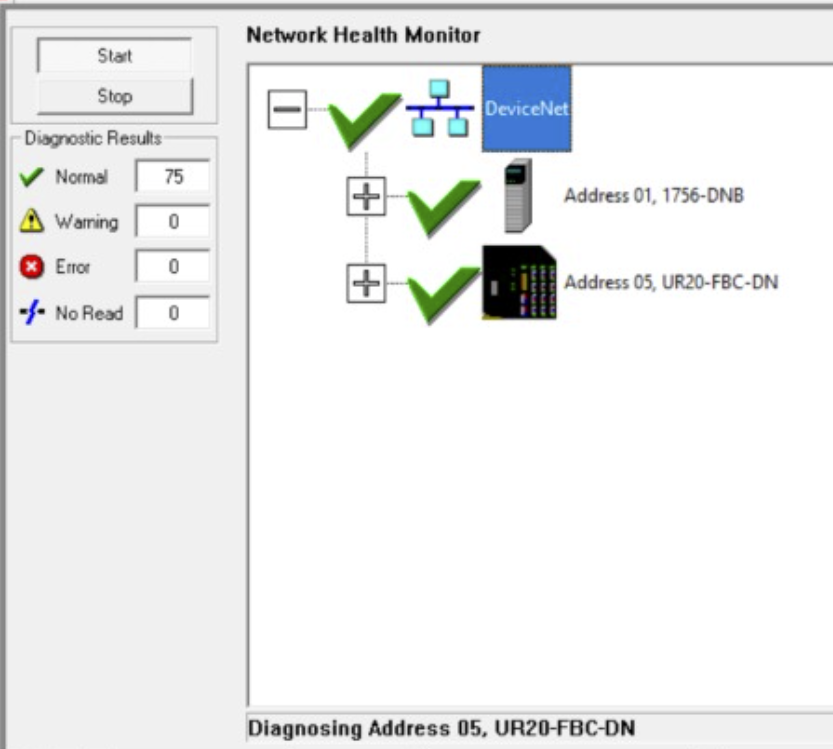 Network Health Monitor
Start
Stop
Diagnostic Results
Normal 75
Warning 0
Error 0
No Read 0
DeviceNet
Address 01, 1756-DNB
Address 05, UR20-FBC-DN
Diagnosing Address 05, UR20-FBC-DN